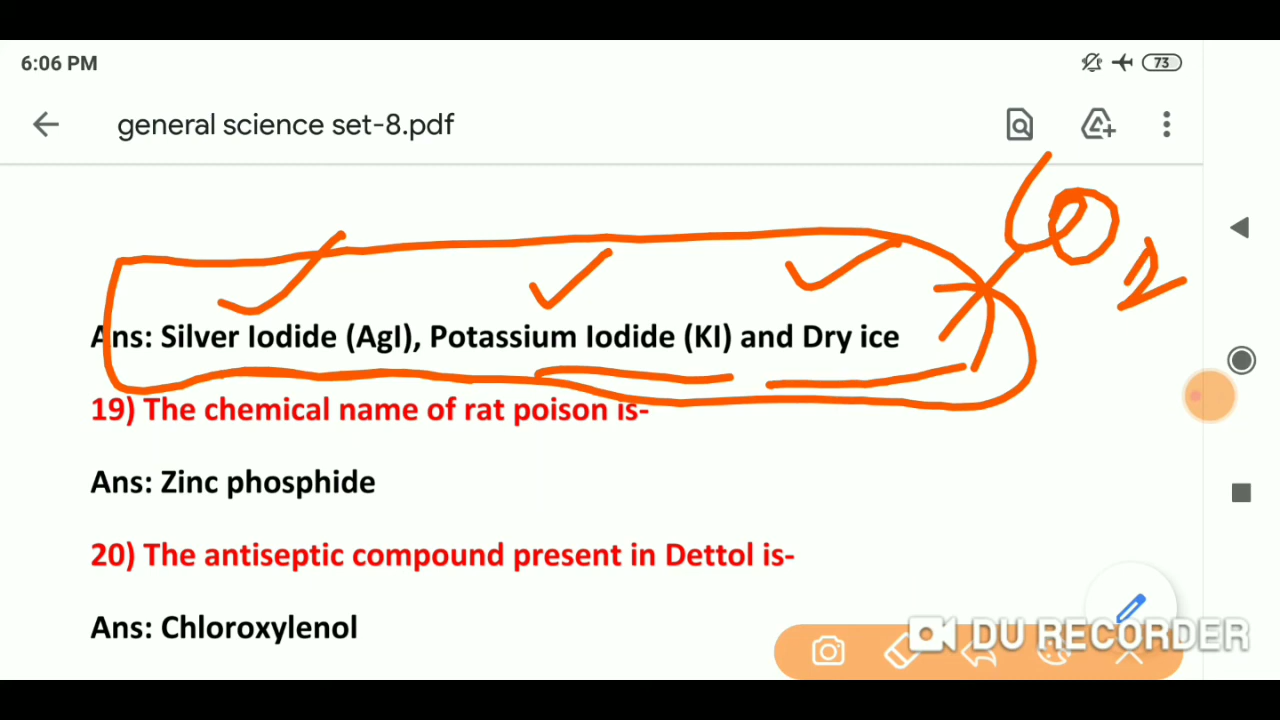 6:06 PM
73
general science set-8.pdf
CO2
Ans: Silver Iodide (AgI), Potassium Iodide (KI) and Dry ice
19) The chemical name of rat poison is-
Ans: Zinc phosphide
20) The antiseptic compound present in Dettol is-
Ans: Chloroxylenol
DU RECORDER